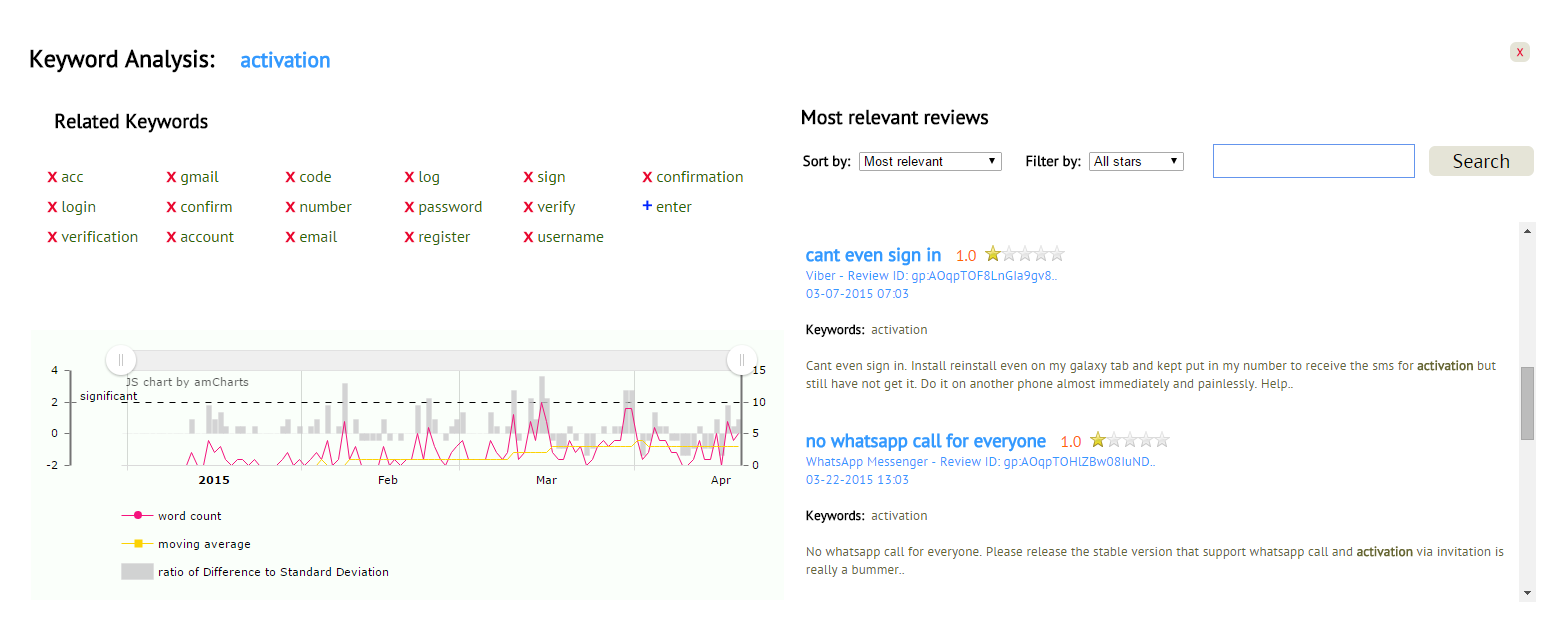 Keyword Analysis: activation
X
Related Keywords
X acc X gmail X code X log X sign X confirmation
X login X confirm X number X password X verify + enter
X verification X account X email X register X username
4
2
0
-2
significant
JS chart by amCharts
15
10
5
0
2015 Feb Mar Apr
word count
moving average
ratio of Difference to Standard Deviation
Most relevant reviews
Sort by: Most relevant Filter by: All stars Search
cant even sign in 1.0
Viber - Review ID: gp:AOqpTOF8LnGIa9gv8..
03-07-2015 07:03
Keywords: activation
Cant even sign in. Install reinstall even on my galaxy tab and kept put in my number to receive the sms for activation but
still have not get it. Do it on another phone almost immediately and painlessly. Help..
no whatsapp call for everyone 1.0
WhatsApp Messenger - Review ID: gp:AOqpTOHlZBw08IuND..
03-22-2015 13:03
Keywords: activation
No whatsapp call for everyone. Please release the stable version that support whatsapp call and activation via invitation is
really a bummer..